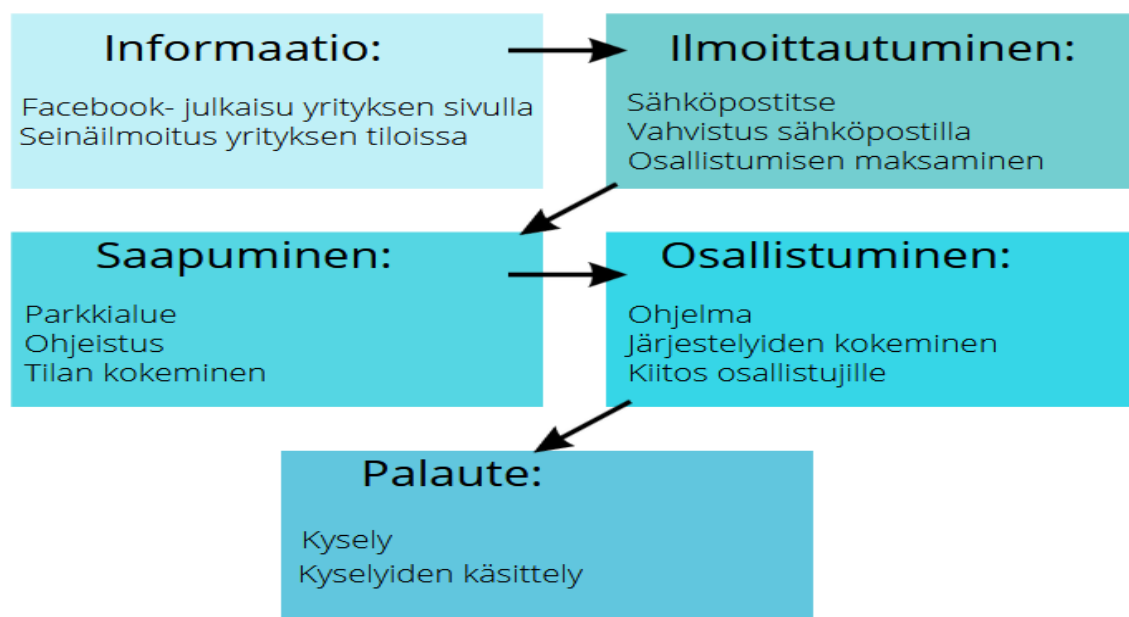 Informaatio:
Facebook- julkaisu yrityksen sivulla
Seinäilmoitus yrityksen tiloissa
Ilmoittautuminen:
Sähköpostitse
Vahvistus sähköpostilla
Osallistumisen maksaminen
Saapuminen:
Parkkialue
Ohjeistus
Tilan kokeminen
Osallistuminen:
Ohjelma
Järjestelyiden kokeminen
Kiitos osallistujille
Palaute:
Kysely
Kyselyiden käsittely